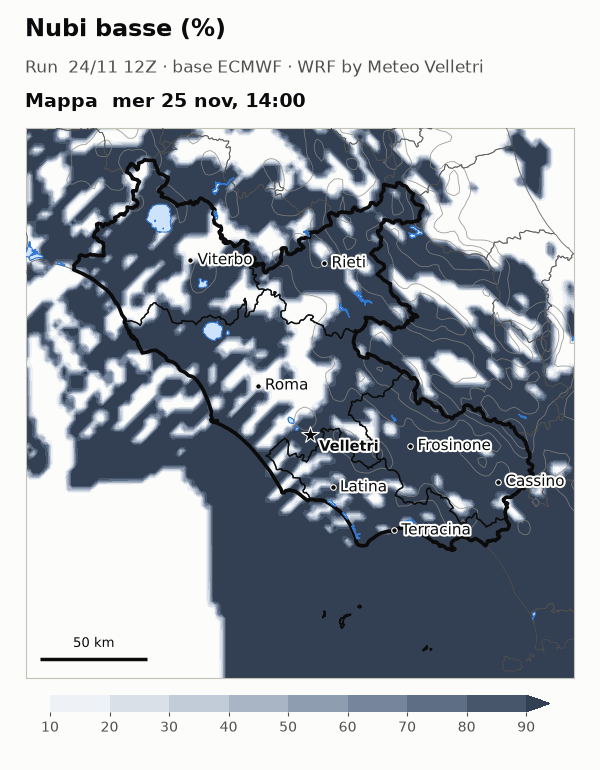 Nubi basse (%)
Run  24/11 12Z · base ECMWF · WRF by Meteo Velletri
Mappa  mer 25 nov, 14:00
Viterbo
Rieti
Roma
Velletri
Frosinone
Cassino
Latina
Terracina
50 km
10 20 30 40 50 60 70 80 90